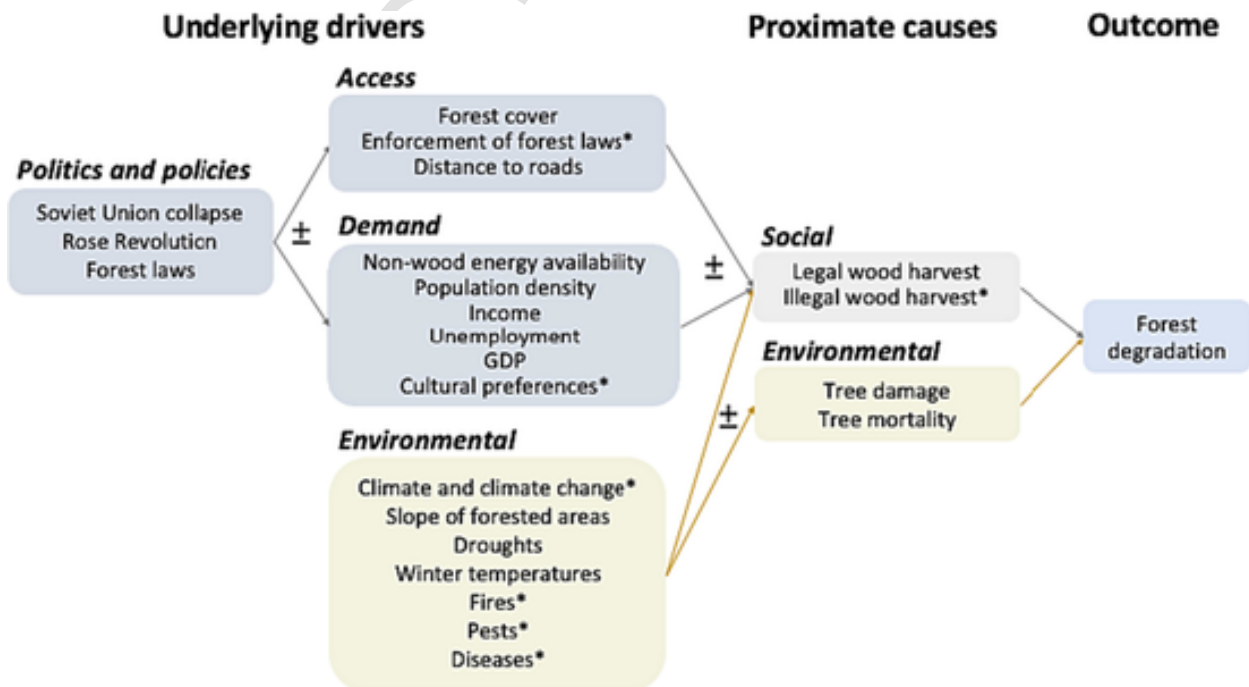 Underlying drivers
Proximate causes
Outcome
Politics and policies
Soviet Union collapse
Rose Revolution
Forest laws
±
Access
Forest cover
Enforcement of forest laws*
Distance to roads
Demand
Non-wood energy availability
Population density
Income
Unemployment
GDP
Cultural preferences*
Environmental
Climate and climate change*
Slope of forested areas
Droughts
Winter temperatures
Fires*
Pests*
Diseases*
±
±
Social
Legal wood harvest
Illegal wood harvest*
Environmental
Tree damage
Tree mortality
Forest
degradation